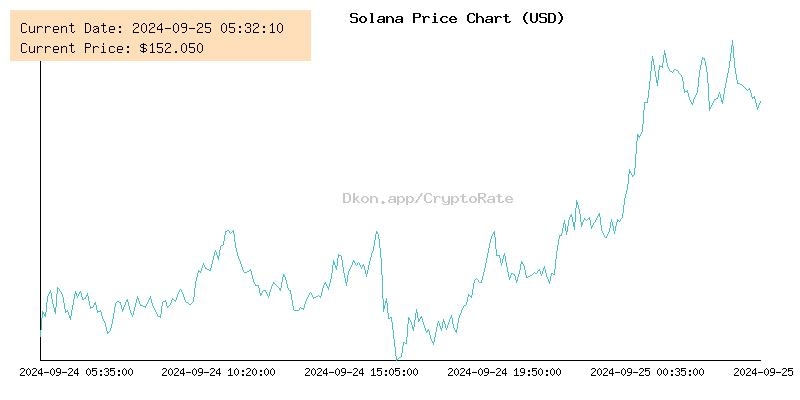 Solana Price Chart (USD)
Current Date: 2024-09-25 05:32:10
Current Price: $152.050
Dkon.app/CryptoRate
2024-09-24 05:35:00 2024-09-24 10:20:00 2024-09-24 15:05:00 2024-09-24 19:50:00 2024-09-25 00:35:00 2024-09-25